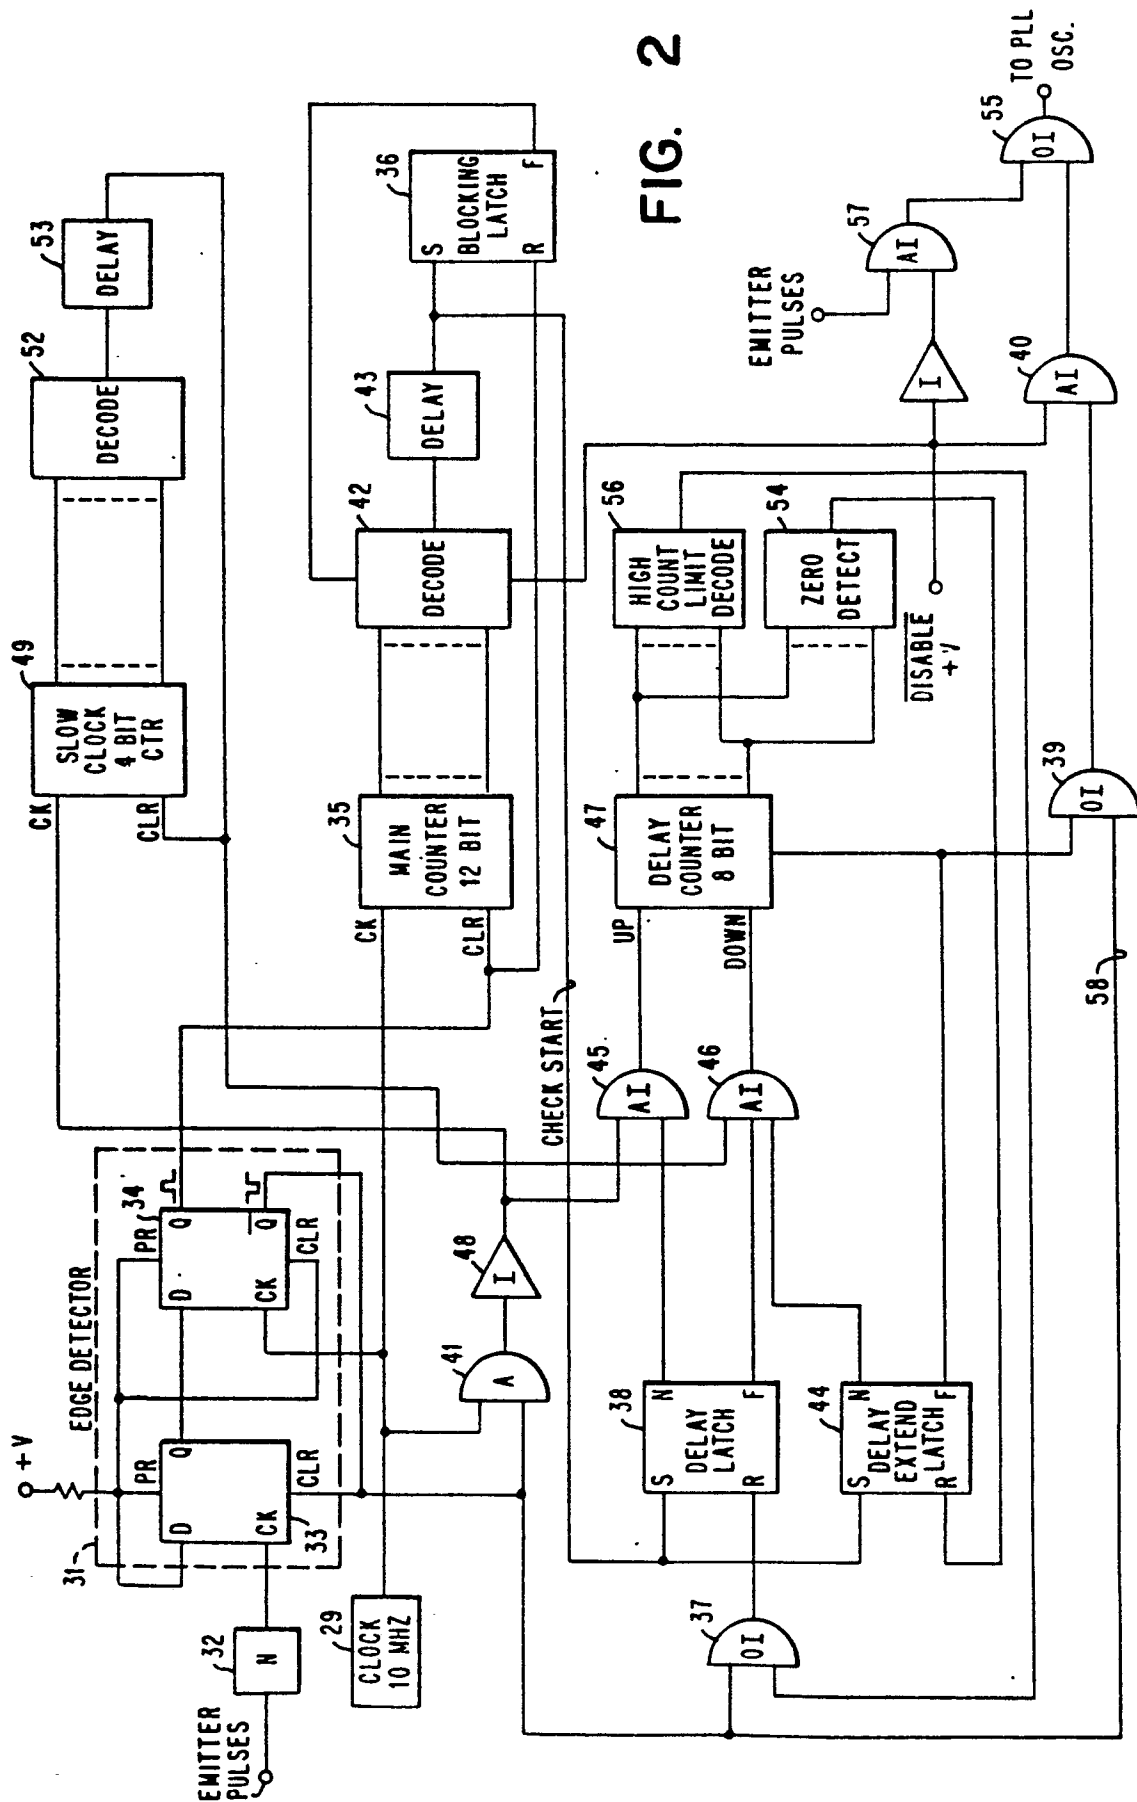 EMITTER
PULSES
32
N
31
EDGE DETECTOR
+V
D
PR
Q
CK
CLR
33
D
PR
34
Q
Q
CK
CLR
CLOCK
10 MHZ
29
CK
CLR
SLOW
CLOCK
4 BIT
CTR
49
DECODE
52
DELAY
53
CK
CLR
MAIN
COUNTER
12 BIT
35
DECODE
42
DELAY
43
S
BLOCKING
LATCH
R
F
36
A
41
I
48
CHECK START
AI
45
AI
46
UP
DOWN
DELAY
COUNTER
8 BIT
47
HIGH
COUNT
LIMIT
DECODE
56
ZERO
DETECT
54
OI
37
S
N
DELAY
LATCH
R
F
38
S
N
DELAY
EXTEND
LATCH
R
F
44
DISABLE
+V
I
EMITTER
PULSES
AI
57
58
OI
39
AI
40
OI
55
TO PLL
OSC.
FIG. 2